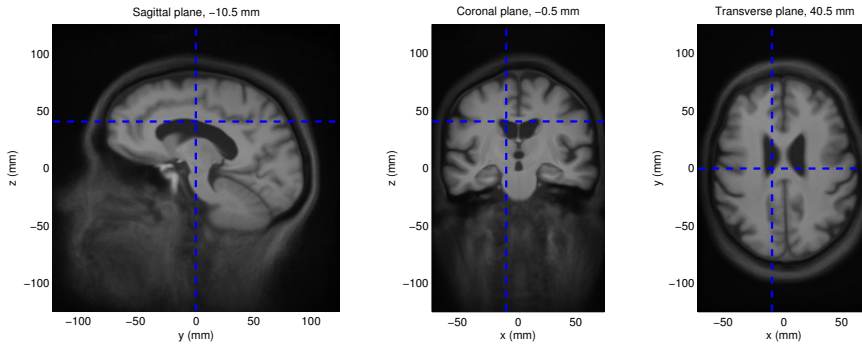 Sagittal plane, −10.5 mm
100
50
0
−50
−100
z (mm)
−100 −50 0 50 100
y (mm)
Coronal plane, −0.5 mm
100
50
0
−50
−100
z (mm)
−50 0 50
x (mm)
Transverse plane, 40.5 mm
100
50
0
−50
−100
y (mm)
−50 0 50
x (mm)